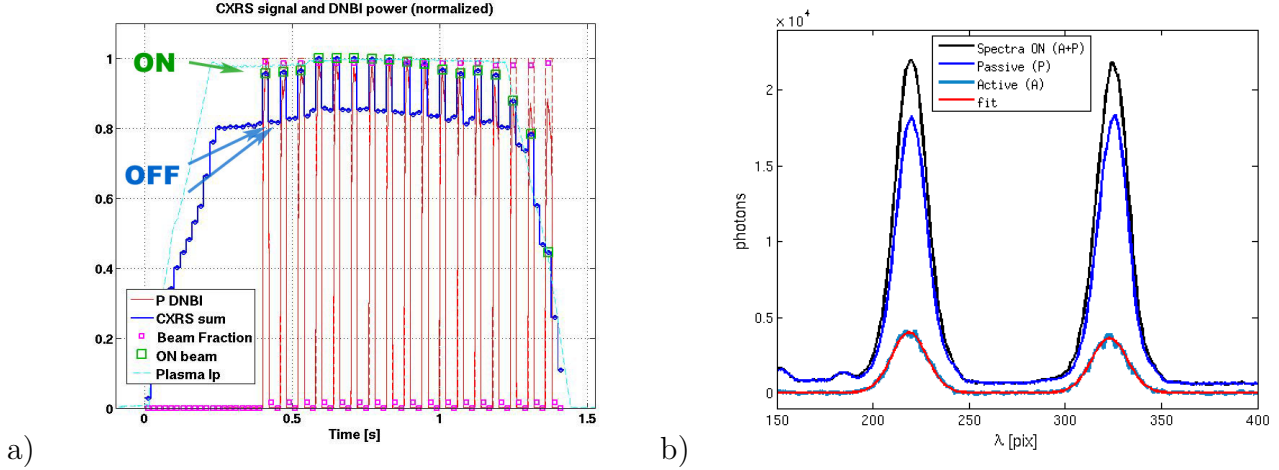 CXRS signal and DNBI power (normalized)
ON
OFF
1
0.8
0.6
0.4
0.2
0
P DNBI
CXRS sum
Beam Fraction
ON beam
Plasma Ip
0
0.5
1
1.5
Time [s]
a)
× 10⁴
Spectra ON (A+P)
Passive (P)
Active (A)
fit
2
1.5
1
0.5
0
photons
150
200
250
300
350
400
λ [pix]
b)